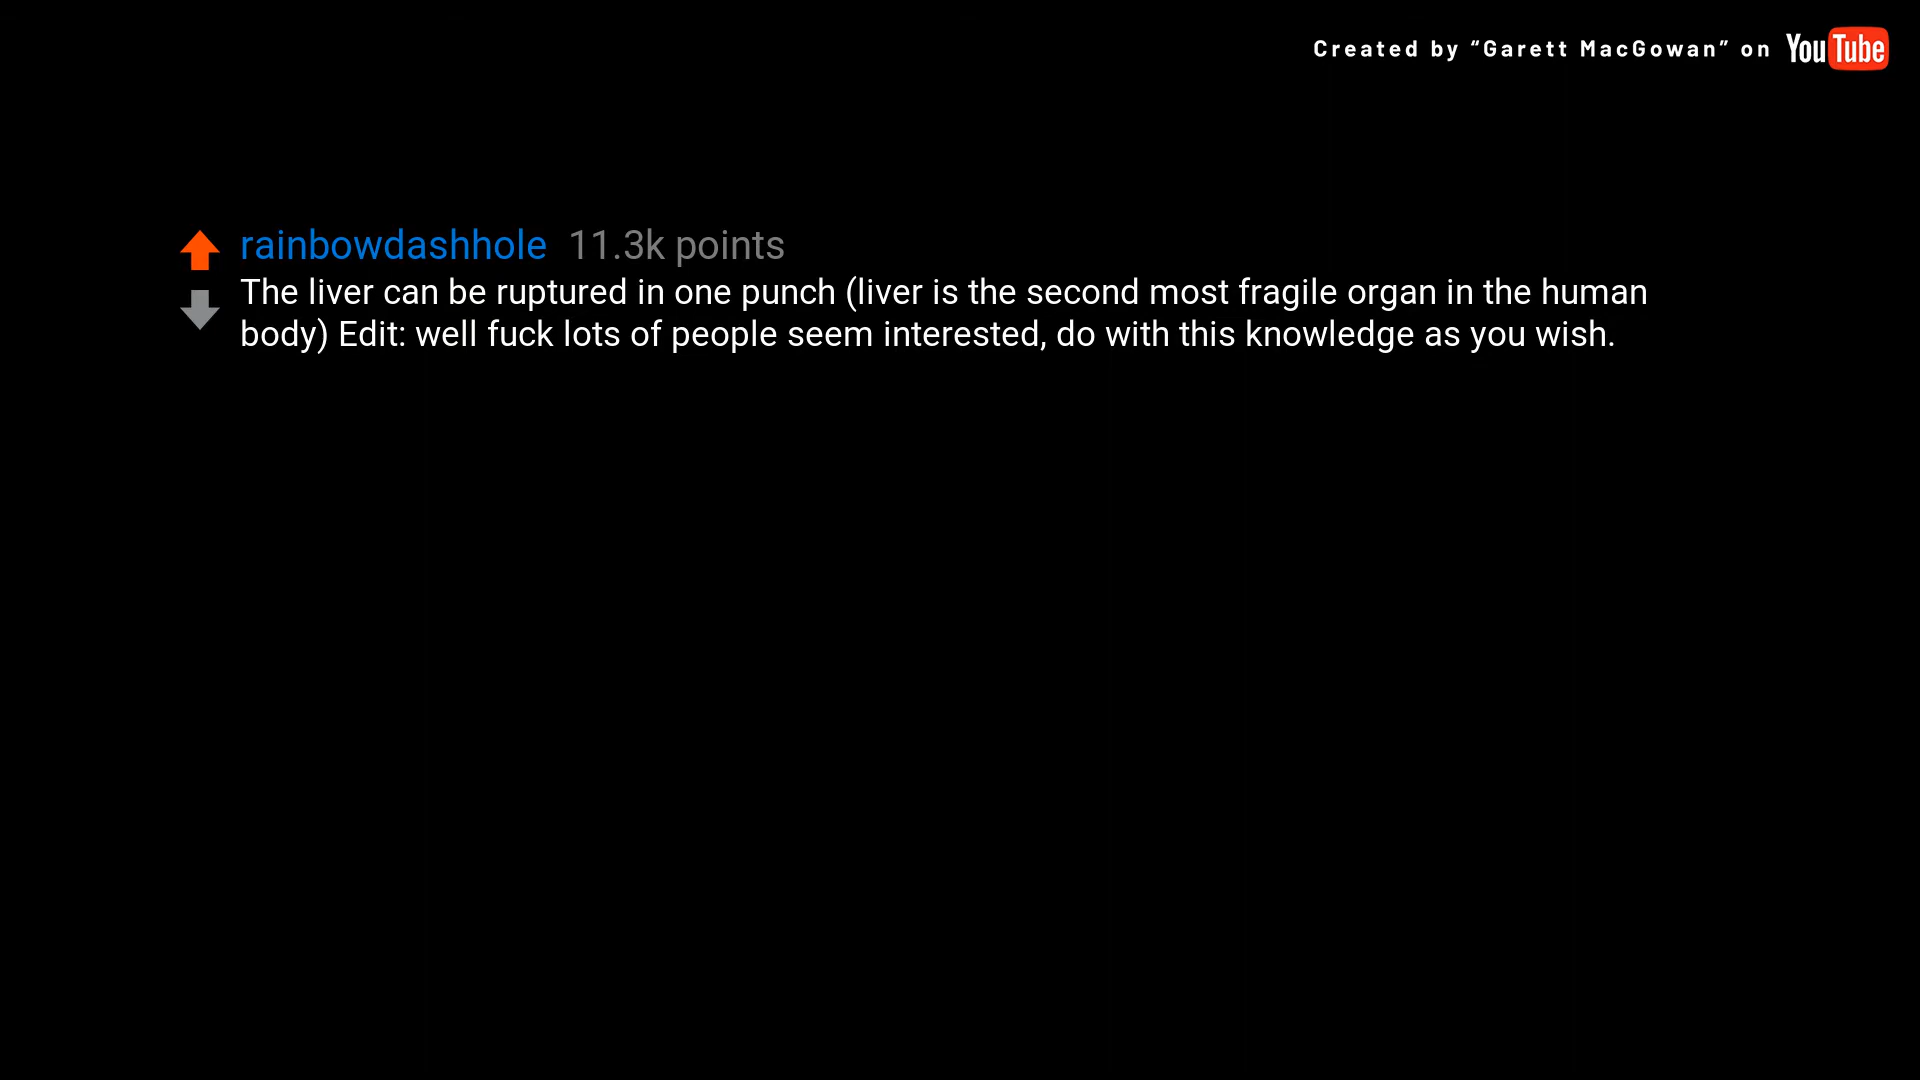 Created by “Garett MacGowan” on YouTube
rainbowdashhole 11.3k points
The liver can be ruptured in one punch (liver is the second most fragile organ in the human
body) Edit: well fuck lots of people seem interested, do with this knowledge as you wish.